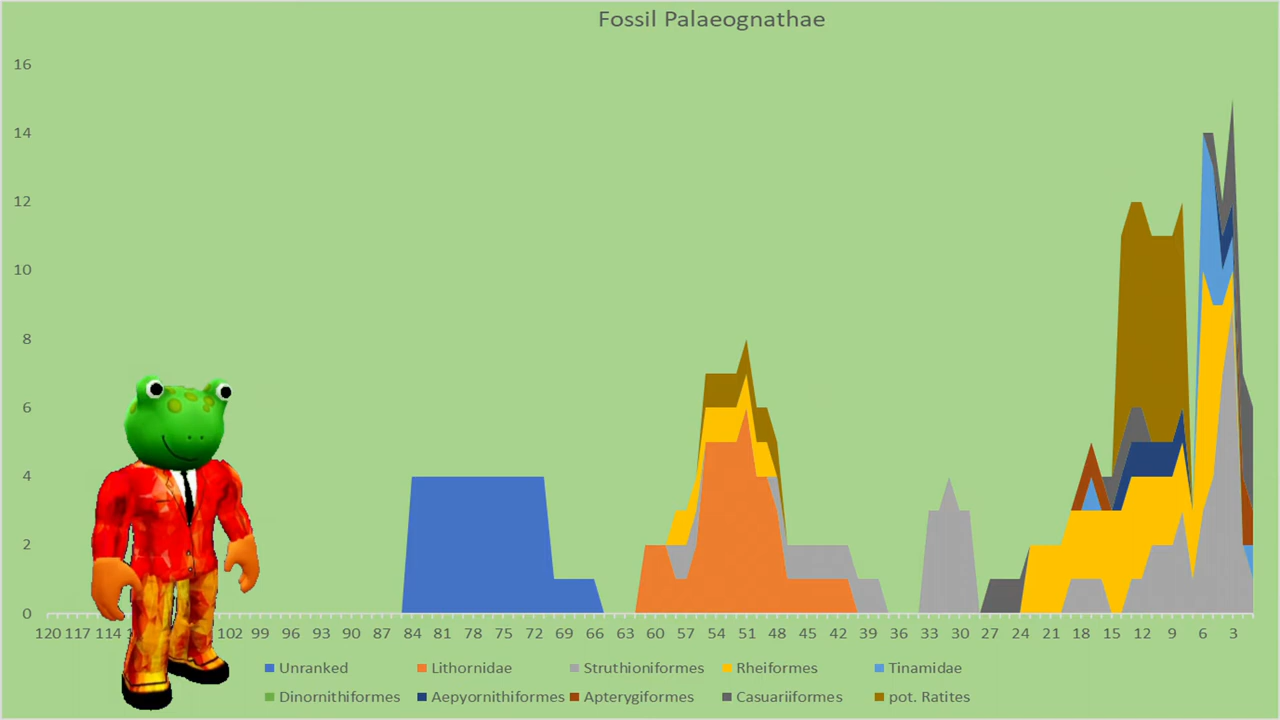 Fossil Palaeognathae
16
14
12
10
8
6
4
2
0
120 117 114 102 99 96 93 90 87 84 81 78 75 72 69 66 63 60 57 54 51 48 45 42 39 36 33 30 27 24 21 18 15 12 9 6 3
Unranked Lithornidae Struthioniformes Rheiformes Tinamidae
Dinornithiformes Aepyornithiformes Apterygiformes Casuariiformes pot. Ratites